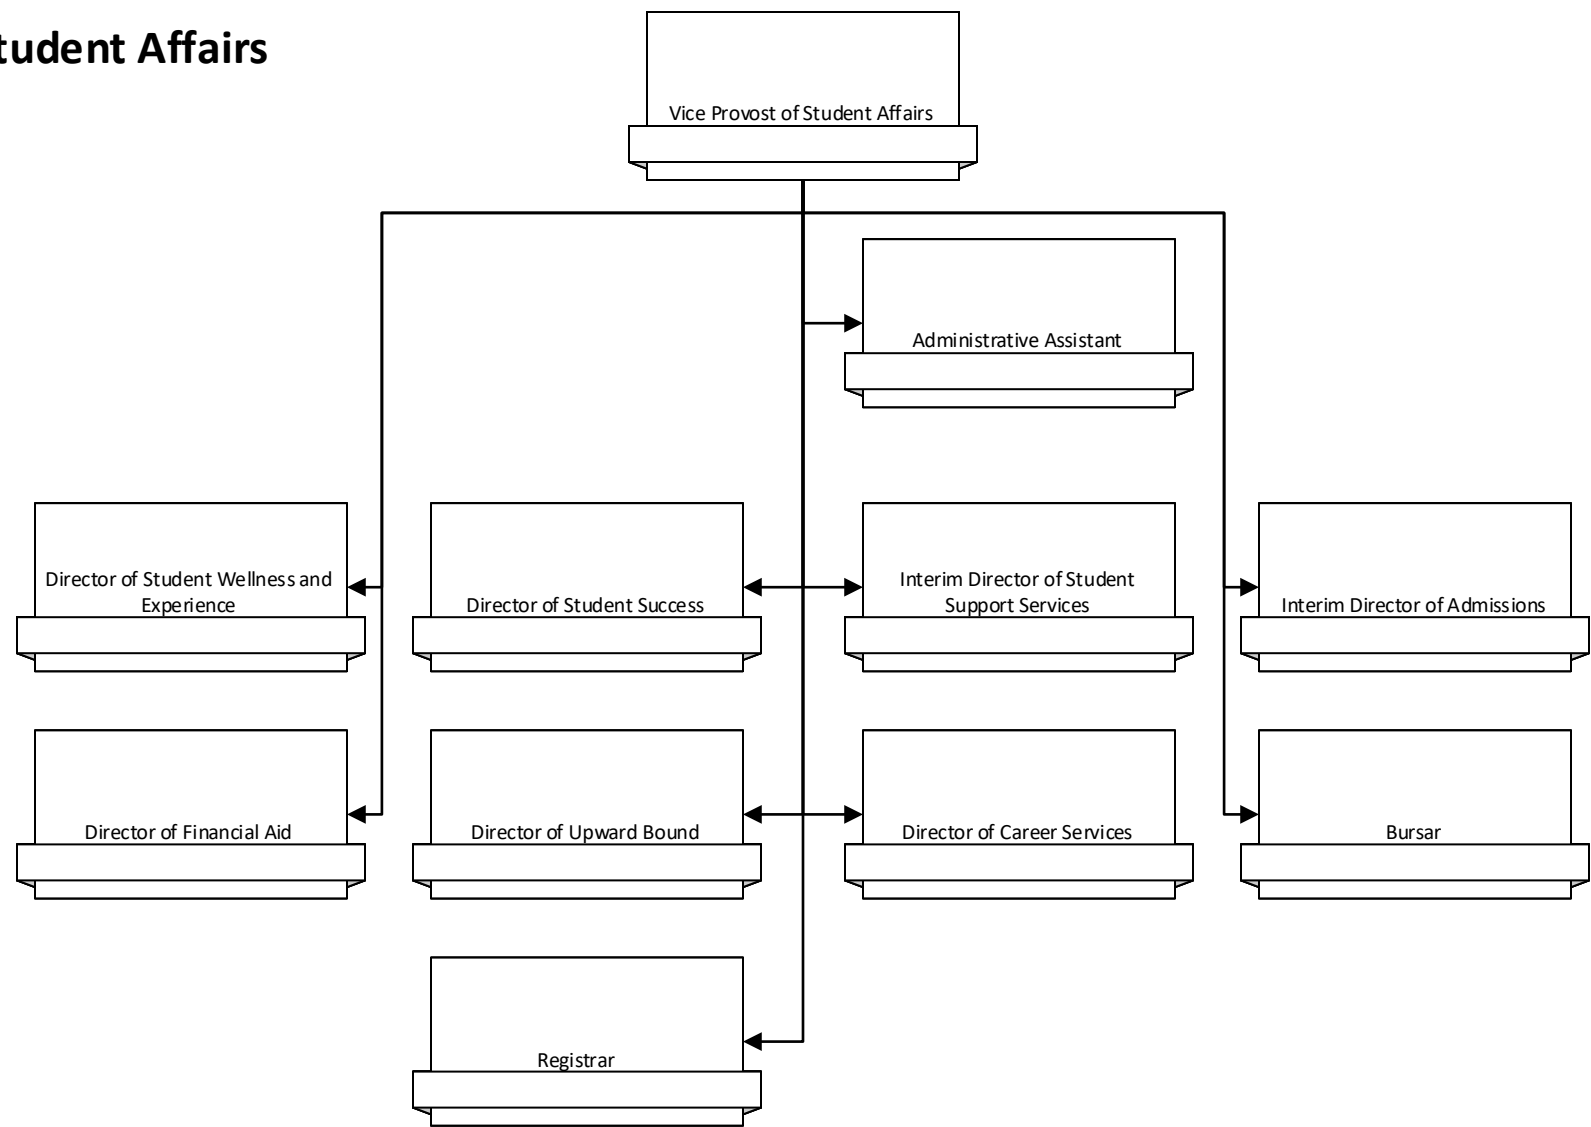 tudent Affairs
Vice Provost of Student Affairs
Administrative Assistant
Director of Student Wellness and
Experience
Director of Student Success
Interim Director of Student
Support Services
Interim Director of Admissions
Director of Financial Aid
Director of Upward Bound
Director of Career Services
Bursar
Registrar